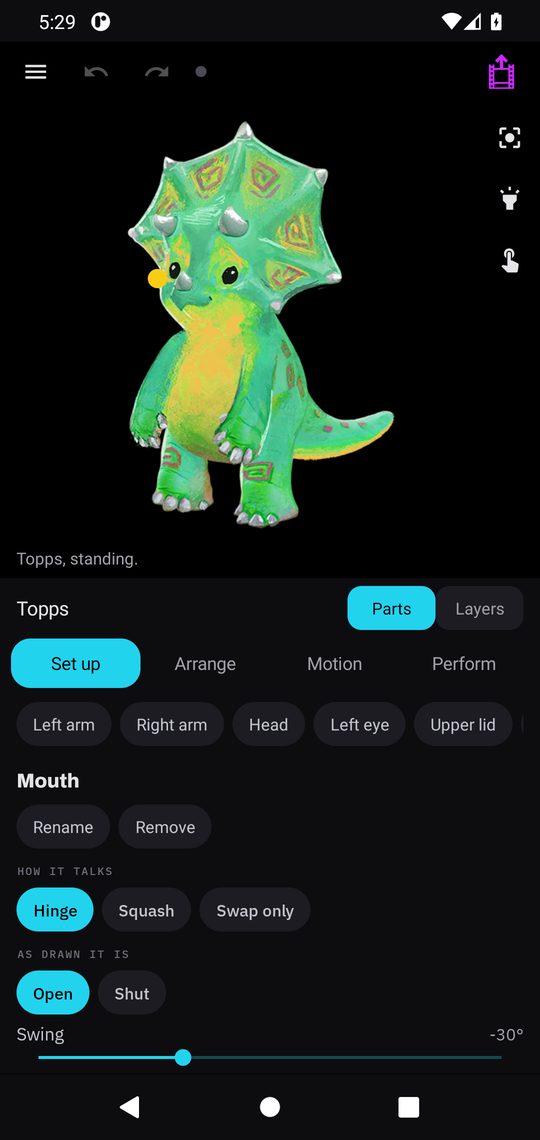 5:29
Topps, standing.
Topps
Parts
Layers
Set up
Arrange
Motion
Perform
Left arm
Right arm
Head
Left eye
Upper lid
Mouth
Rename
Remove
HOW IT TALKS
Hinge
Squash
Swap only
AS DRAWN IT IS
Open
Shut
Swing
-30°